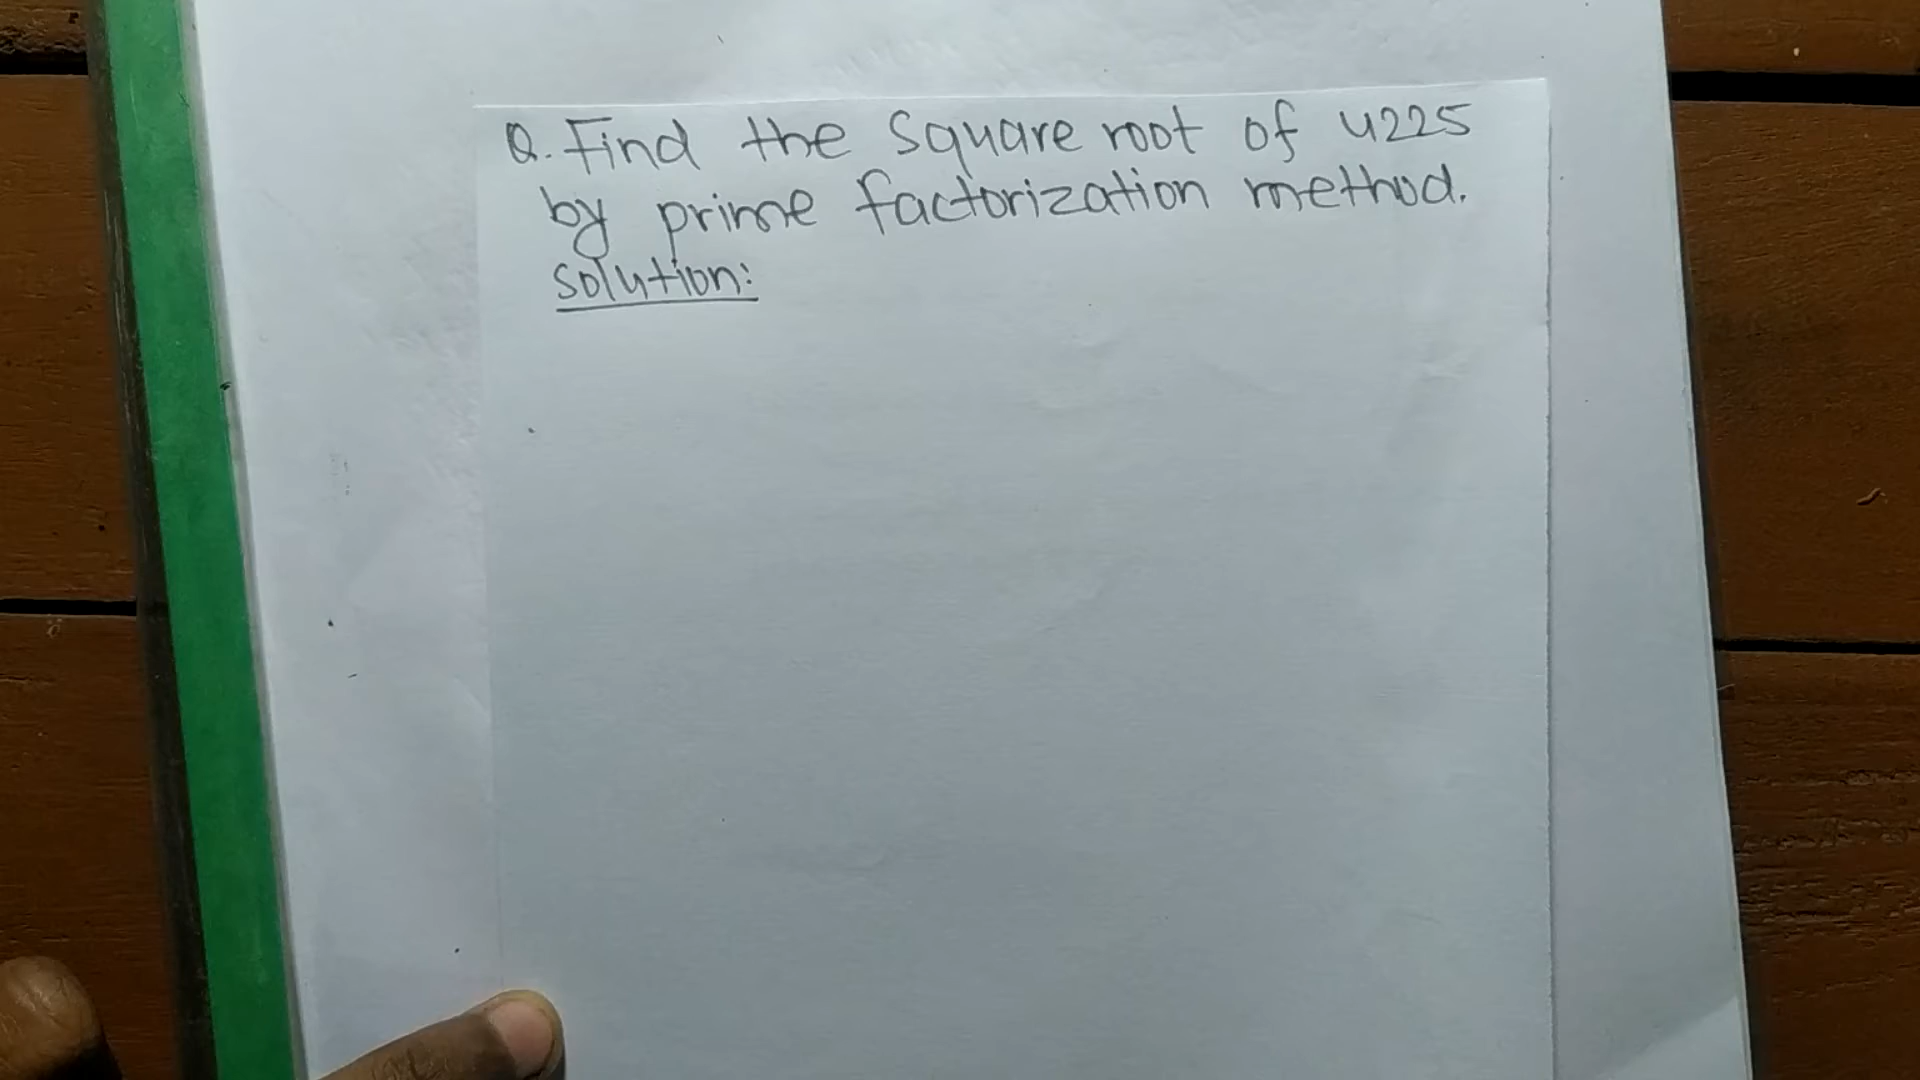 Q. Find the square root of 4225
by prime factorization method.
Solution: